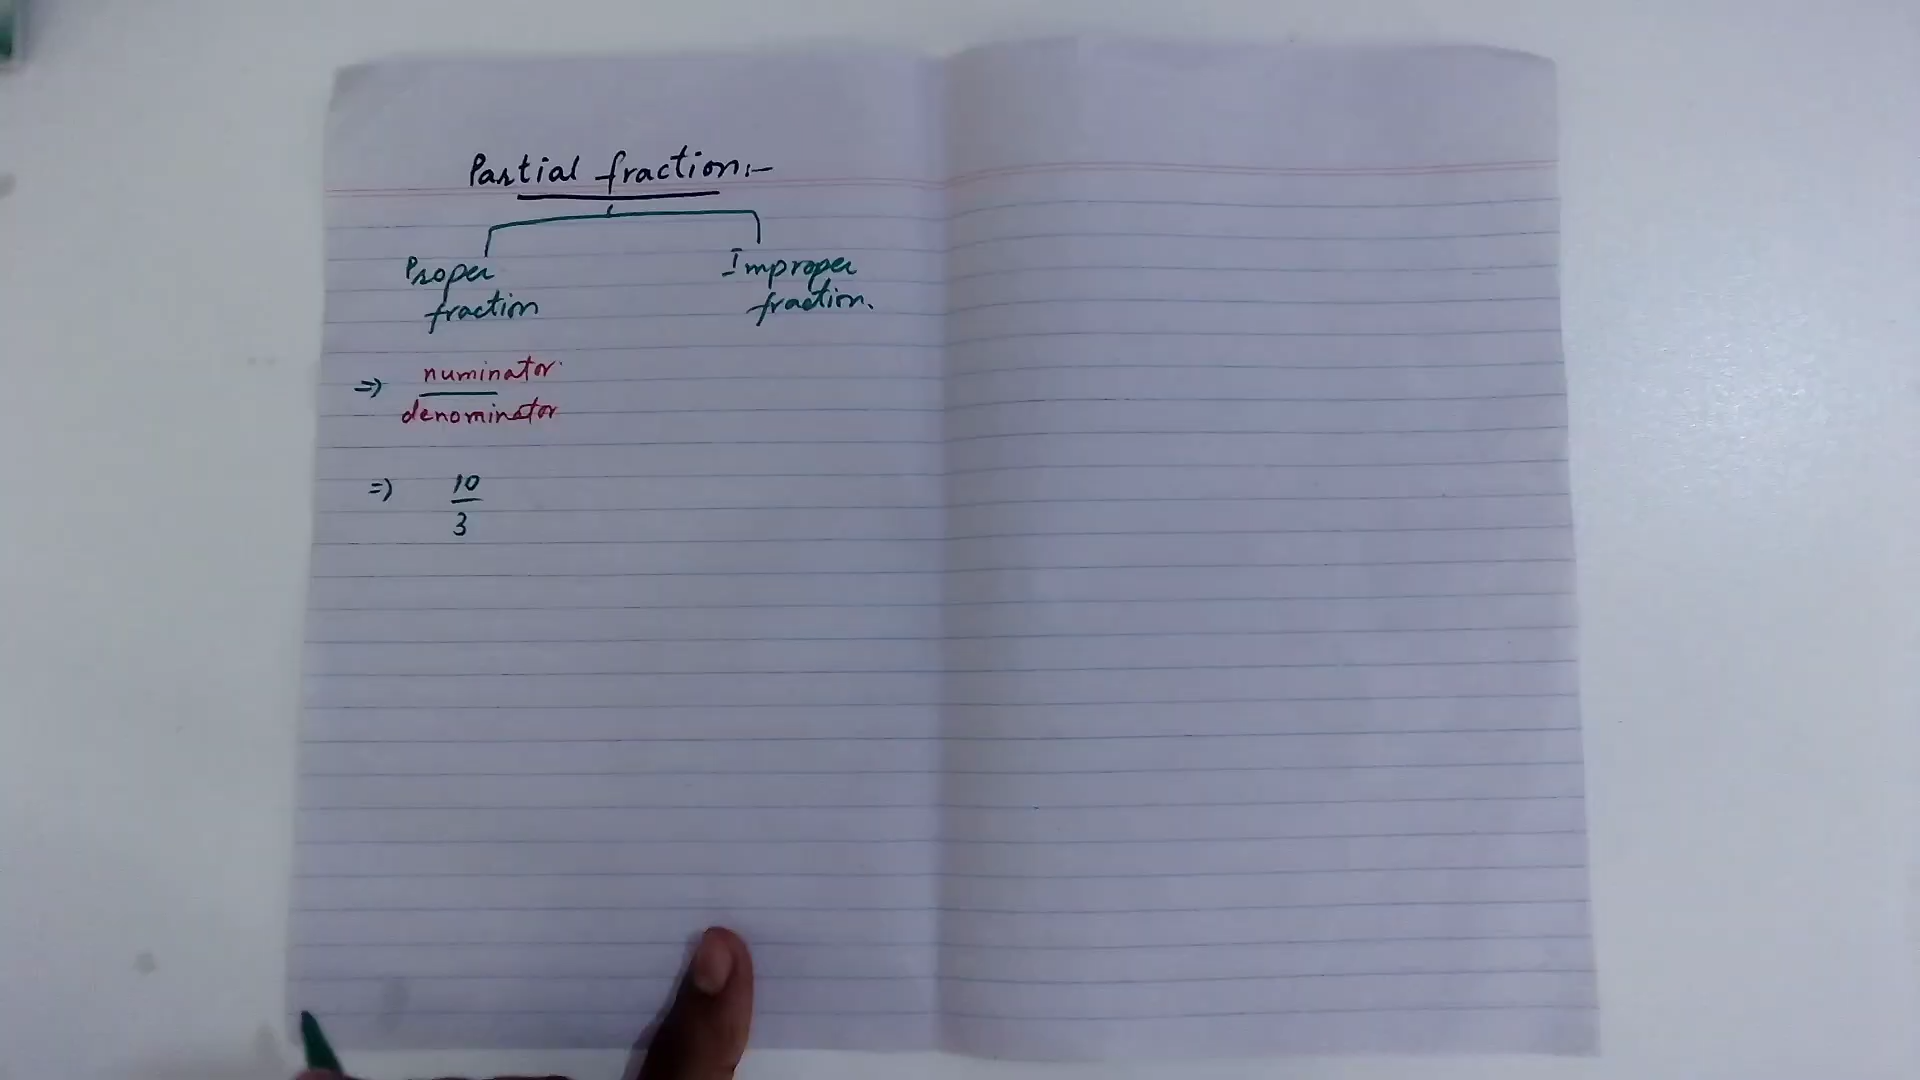 Partial fraction:-
Proper
fraction
Improper
fraction.
=> numinator
denominator
=> 10
3